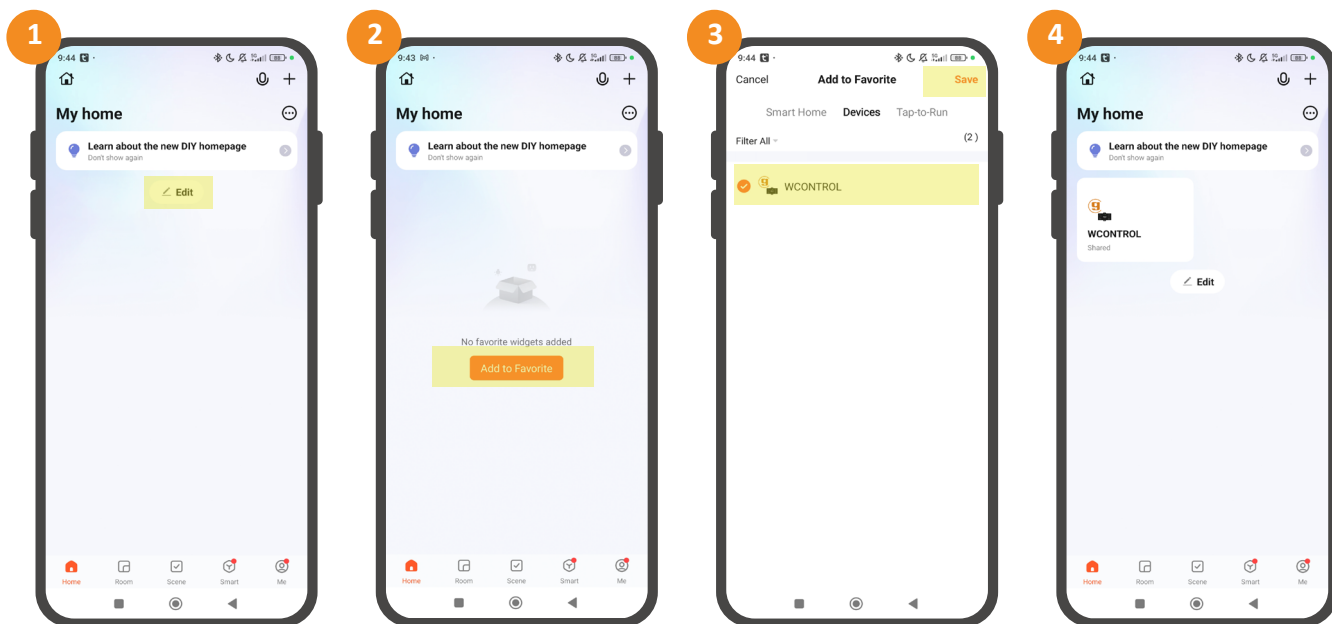 1
9:44
My home
Learn about the new DIY homepage
Don't show again
Edit
Home Room Scene Smart Me
2
9:43
My home
Learn about the new DIY homepage
Don't show again
No favorite widgets added
Add to Favorite
Home Room Scene Smart Me
3
9:44
Cancel Add to Favorite Save
Smart Home Devices Tap-to-Run
Filter All (2)
WCONTROL
4
9:44
My home
Learn about the new DIY homepage
Don't show again
WCONTROL
Shared
Edit
Home Room Scene Smart Me